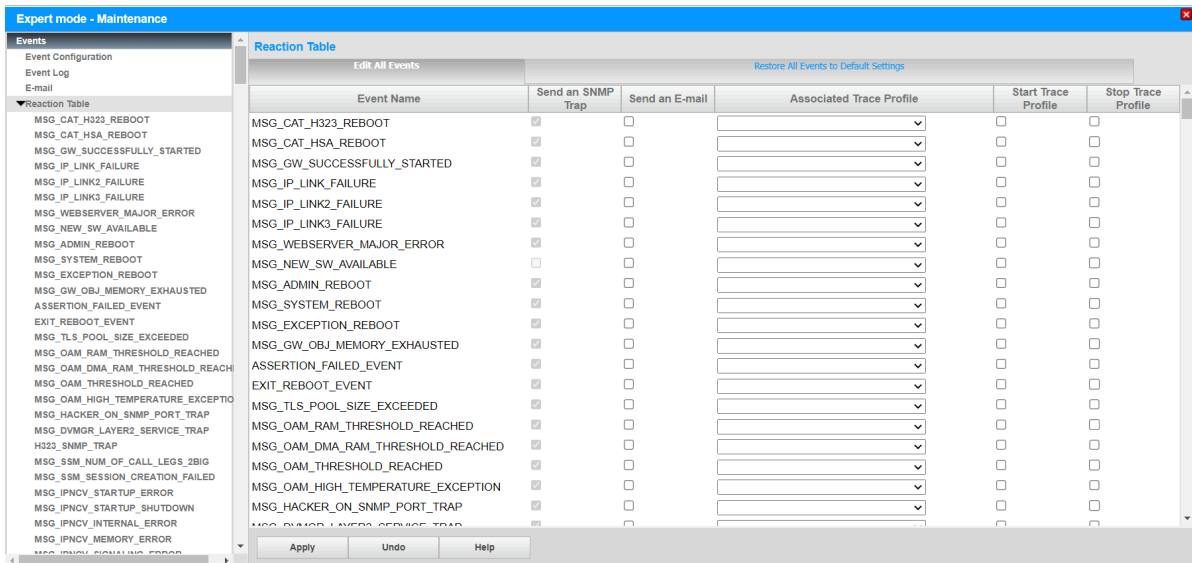 Expert mode - Maintenance
Events
Event Configuration
Event Log
E-mail
Reaction Table
MSG_CAT_H323_REBOOT
MSG_CAT_HSA_REBOOT
MSG_GW_SUCCESSFULLY_STARTED
MSG_IP_LINK_FAILURE
MSG_IP_LINK2_FAILURE
MSG_IP_LINK3_FAILURE
MSG_WEBSERVER_MAJOR_ERROR
MSG_NEW_SW_AVAILABLE
MSG_ADMIN_REBOOT
MSG_SYSTEM_REBOOT
MSG_EXCEPTION_REBOOT
MSG_GW_OBJ_MEMORY_EXHAUSTED
ASSERTION_FAILED_EVENT
EXIT_REBOOT_EVENT
MSG_TLS_POOL_SIZE_EXCEEDED
MSG_OAM_RAM_THRESHOLD_REACHED
MSG_OAM_DMA_RAM_THRESHOLD_REACH
MSG_OAM_THRESHOLD_REACHED
MSG_OAM_HIGH_TEMPERATURE_EXCEPTIO
MSG_HACKER_ON_SNMP_PORT_TRAP
MSG_DVMGR_LAYER2_SERVICE_TRAP
H323_SNMP_TRAP
MSG_SSM_NUM_OF_CALL_LEGS_2BIG
MSG_SSM_SESSION_CREATION_FAILED
MSG_IPNCV_STARTUP_ERROR
MSG_IPNCV_STARTUP_SHUTDOWN
MSG_IPNCV_INTERNAL_ERROR
MSG_IPNCV_MEMORY_ERROR
MSG_IPNCV_SIGNALING_ERROR
Reaction Table
Edit All Events Restore All Events to Default Settings
Event Name Send an SNMP Trap Send an E-mail Associated Trace Profile Start Trace Profile Stop Trace Profile
MSG_CAT_H323_REBOOT
MSG_CAT_HSA_REBOOT
MSG_GW_SUCCESSFULLY_STARTED
MSG_IP_LINK_FAILURE
MSG_IP_LINK2_FAILURE
MSG_IP_LINK3_FAILURE
MSG_WEBSERVER_MAJOR_ERROR
MSG_NEW_SW_AVAILABLE
MSG_ADMIN_REBOOT
MSG_SYSTEM_REBOOT
MSG_EXCEPTION_REBOOT
MSG_GW_OBJ_MEMORY_EXHAUSTED
ASSERTION_FAILED_EVENT
EXIT_REBOOT_EVENT
MSG_TLS_POOL_SIZE_EXCEEDED
MSG_OAM_RAM_THRESHOLD_REACHED
MSG_OAM_DMA_RAM_THRESHOLD_REACHED
MSG_OAM_THRESHOLD_REACHED
MSG_OAM_HIGH_TEMPERATURE_EXCEPTION
MSG_HACKER_ON_SNMP_PORT_TRAP
MSG_DVMGR_LAYER2_SERVICE_TRAP
Apply Undo Help